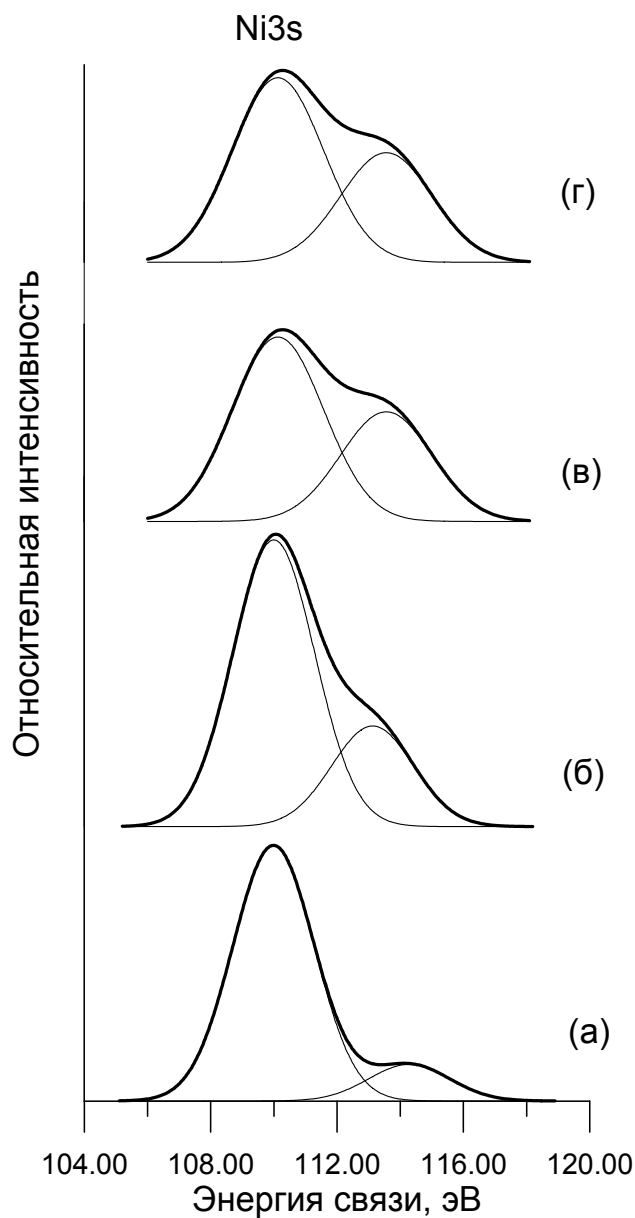 Ni3s
(г)
(в)
(б)
(а)
Относительная интенсивность
104.00 108.00 112.00 116.00 120.00
Энергия связи, эВ